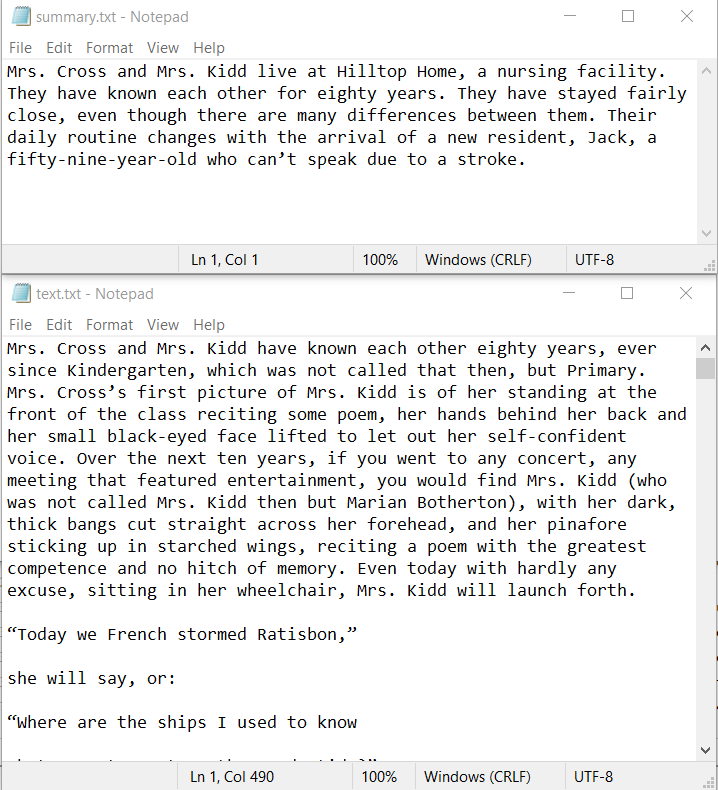 summary.txt - Notepad
File Edit Format View Help
Mrs. Cross and Mrs. Kidd live at Hilltop Home, a nursing facility.
They have known each other for eighty years. They have stayed fairly
close, even though there are many differences between them. Their
daily routine changes with the arrival of a new resident, Jack, a
fifty-nine-year-old who can’t speak due to a stroke.
Ln 1, Col 1 100% Windows (CRLF) UTF-8
text.txt - Notepad
File Edit Format View Help
Mrs. Cross and Mrs. Kidd have known each other eighty years, ever
since Kindergarten, which was not called that then, but Primary.
Mrs. Cross’s first picture of Mrs. Kidd is of her standing at the
front of the class reciting some poem, her hands behind her back and
her small black-eyed face lifted to let out her self-confident
voice. Over the next ten years, if you went to any concert, any
meeting that featured entertainment, you would find Mrs. Kidd (who
was not called Mrs. Kidd then but Marian Botherton), with her dark,
thick bangs cut straight across her forehead, and her pinafore
sticking up in starched wings, reciting a poem with the greatest
competence and no hitch of memory. Even today with hardly any
excuse, sitting in her wheelchair, Mrs. Kidd will launch forth.
“Today we French stormed Ratisbon,”
she will say, or:
“Where are the ships I used to know
Ln 1, Col 490 100% Windows (CRLF) UTF-8